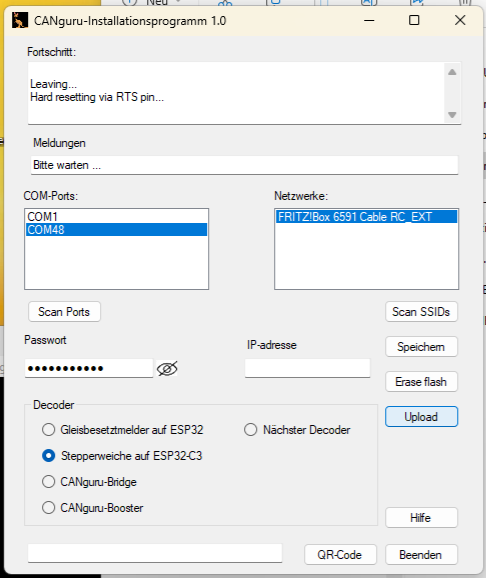 Neu
CANguru-Installationsprogramm 1.0
Fortschritt:
Leaving...
Hard resetting via RTS pin...
Meldungen
Bitte warten ...
COM-Ports:
Netzwerke:
COM1
COM48
FRITZ!Box 6591 Cable RC_EXT
Scan Ports
Scan SSIDs
Passwort
IP-adresse
Speichern
Erase flash
Upload
Decoder
Gleisbesetztmelder auf ESP32
Nächster Decoder
Stepperweiche auf ESP32-C3
CANguru-Bridge
CANguru-Booster
Hilfe
QR-Code
Beenden